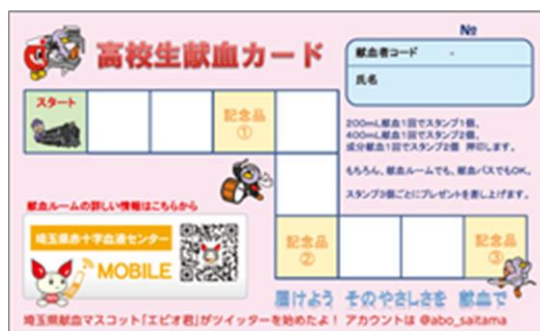 №
高校生献血カード
献血者コード -
氏名
スタート
記念品
①
200mL献血1回でスタンプ1個、
400mL献血1回でスタンプ2個、
成分献血1回でスタンプ2個 押印します。
もちろん、献血ルームでも、献血バスでもOK。
スタンプ3個ごとにプレゼントを差し上げます。
献血ルームの詳しい情報はこちらから
埼玉県赤十字血液センター
MOBILE
記念品
②
記念品
③
届けよう そのやさしさを 献血で
埼玉県献血マスコット「エピオ君」がツイッターを始めたよ! アカウントは @abo_saitama